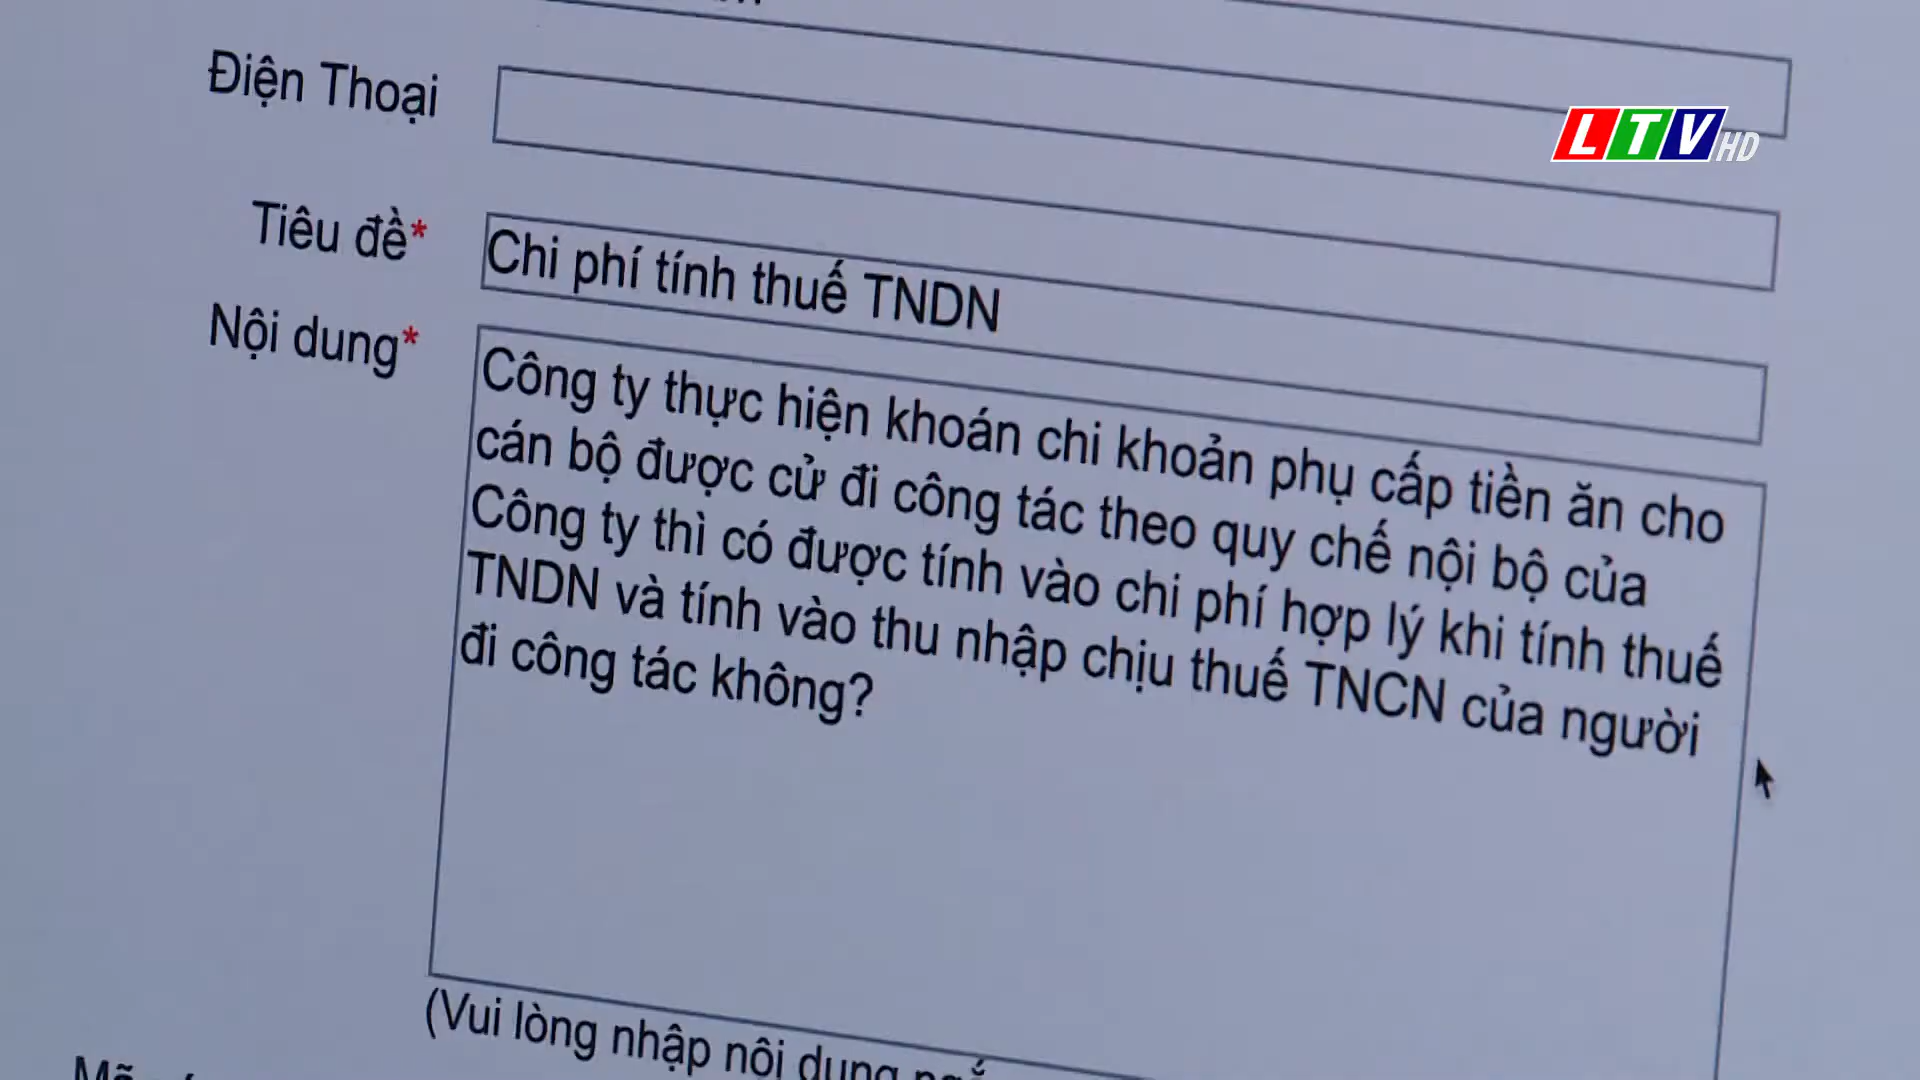 Điện Thoại
LTV HD
Tiêu đề*
Chi phí tính thuế TNDN
Nội dung*
Công ty thực hiện khoán chi khoản phụ cấp tiền ăn cho
cán bộ được cử đi công tác theo quy chế nội bộ của
Công ty thì có được tính vào chi phí hợp lý khi tính thuế
TNDN và tính vào thu nhập chịu thuế TNCN của người
đi công tác không?
(Vui lòng nhập nội dung
Mã